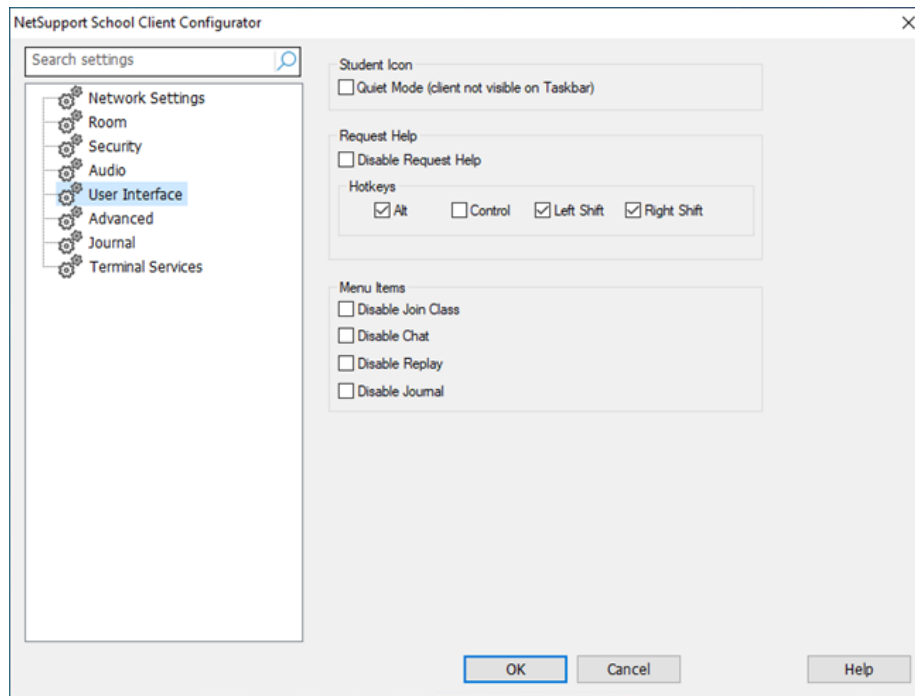 NetSupport School Client Configurator
Search settings
Network Settings
Room
Security
Audio
User Interface
Advanced
Journal
Terminal Services
Student Icon
Quiet Mode (client not visible on Taskbar)
Request Help
Disable Request Help
Hotkeys
Alt Control Left Shift Right Shift
Menu Items
Disable Join Class
Disable Chat
Disable Replay
Disable Journal
OK Cancel Help